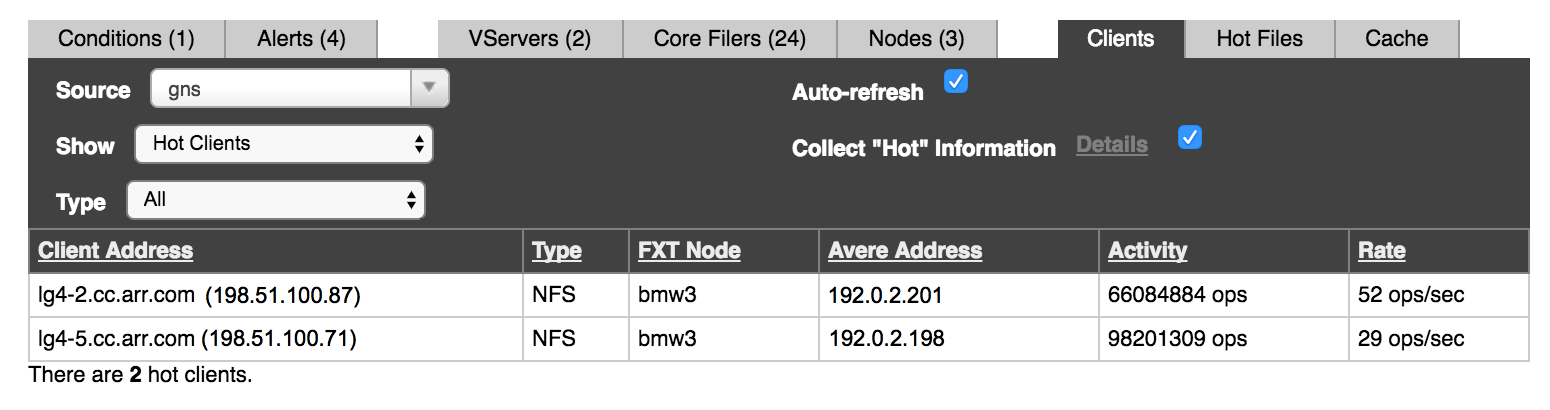 Conditions (1) Alerts (4) VServers (2) Core Filers (24) Nodes (3) Clients Hot Files Cache
Source gns Auto-refresh
Show Hot Clients Collect "Hot" Information Details
Type All
Client Address Type FXT Node Avere Address Activity Rate
lg4-2.cc.arr.com (198.51.100.87) NFS bmw3 192.0.2.201 66084884 ops 52 ops/sec
lg4-5.cc.arr.com (198.51.100.71) NFS bmw3 192.0.2.198 98201309 ops 29 ops/sec
There are 2 hot clients.